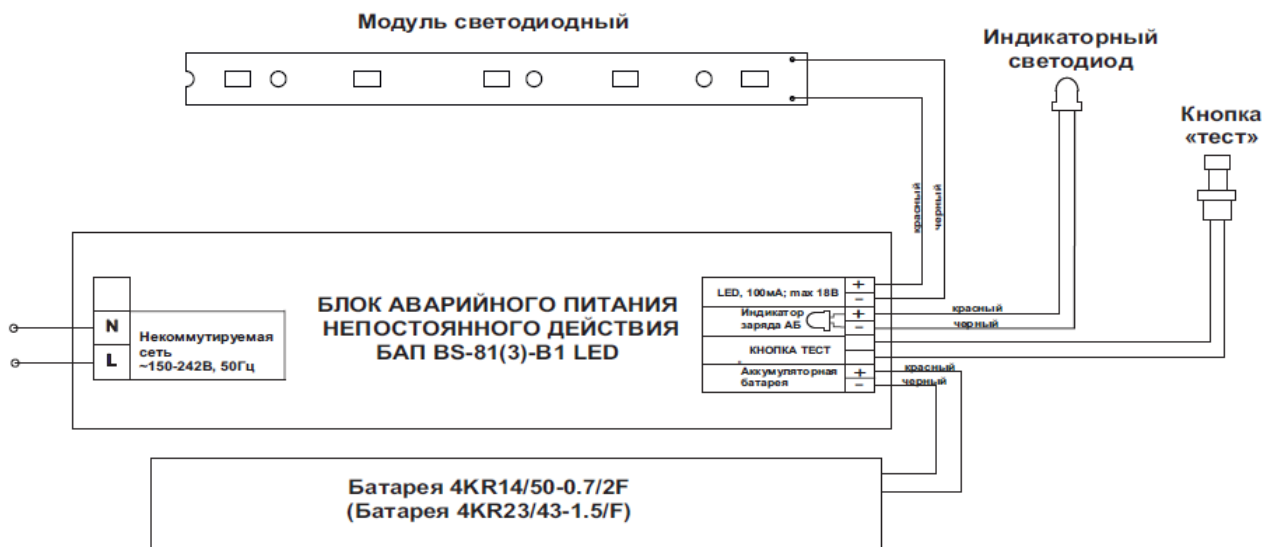 Модуль светодиодный
Индикаторный
светодиод
Кнопка
«тест»
красный
черный
БЛОК АВАРИЙНОГО ПИТАНИЯ
НЕПОСТОЯННОГО ДЕЙСТВИЯ
БАП BS-81(3)-B1 LED
N
L
Некоммутируемая
сеть
~150-242В, 50Гц
LED, 100мА; max 18В
+
−
Индикатор
заряда АБ
+
−
КНОПКА ТЕСТ
Аккумуляторная
батарея
+
−
красный
черный
красный
черный
Батарея 4KR14/50-0.7/2F
(Батарея 4KR23/43-1.5/F)